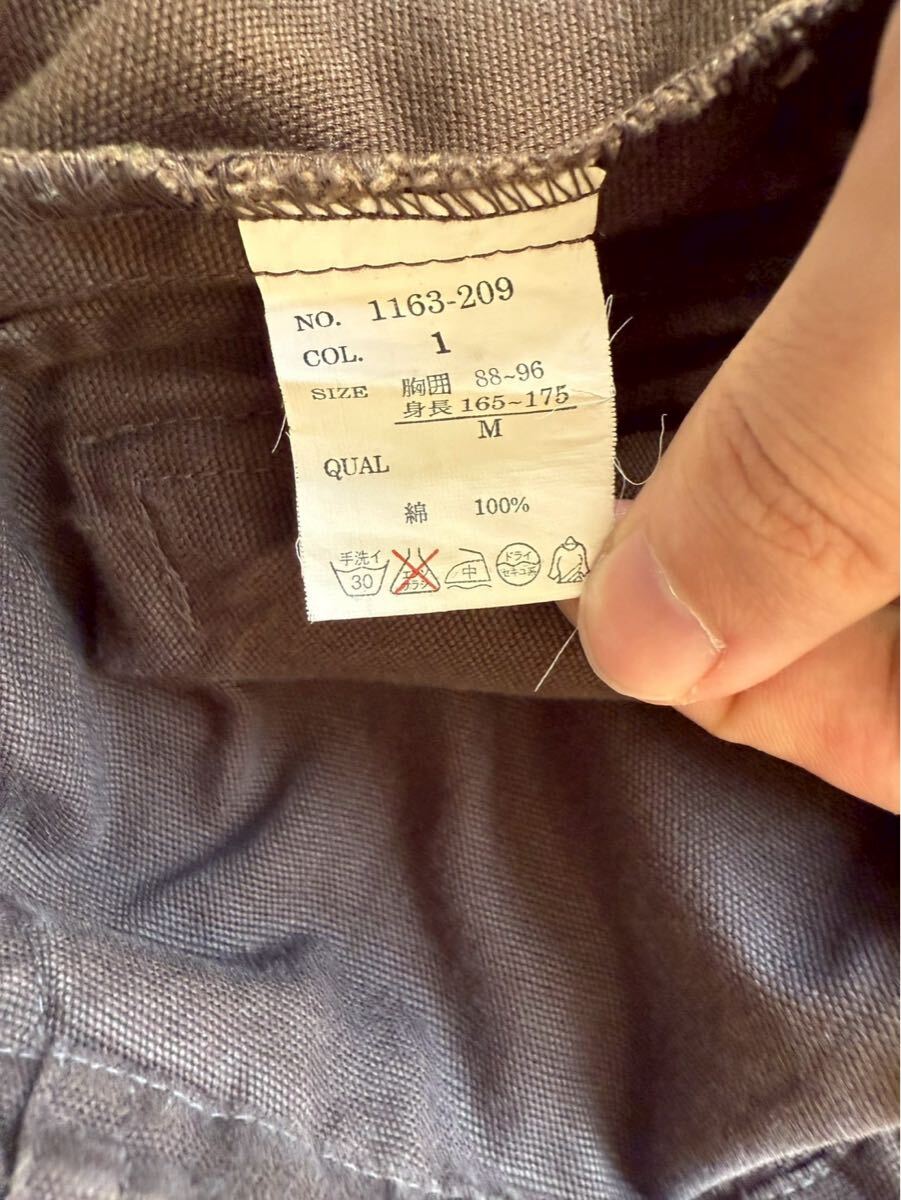 NO. 1163-209
COL. 1
SIZE 胸囲 88~96
身長 165~175
M
QUAL
綿 100%
手洗イ 中 ドライ
30 セキユ系